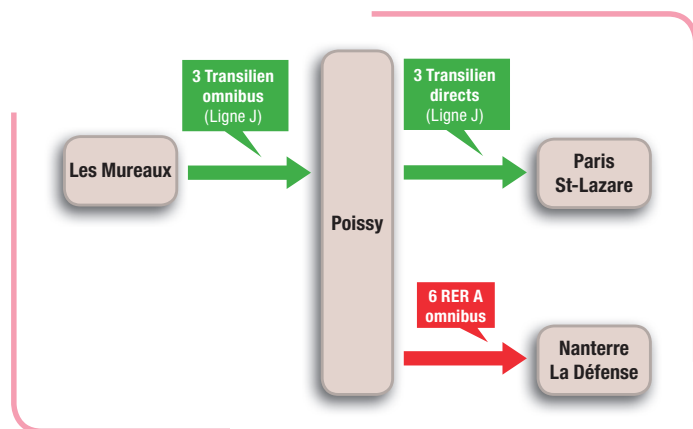 3 Transilien
omnibus
(Ligne J)
3 Transilien
directs
(Ligne J)
Les Mureaux
Paris
St-Lazare
Poissy
6 RER A
omnibus
Nanterre
La Défense